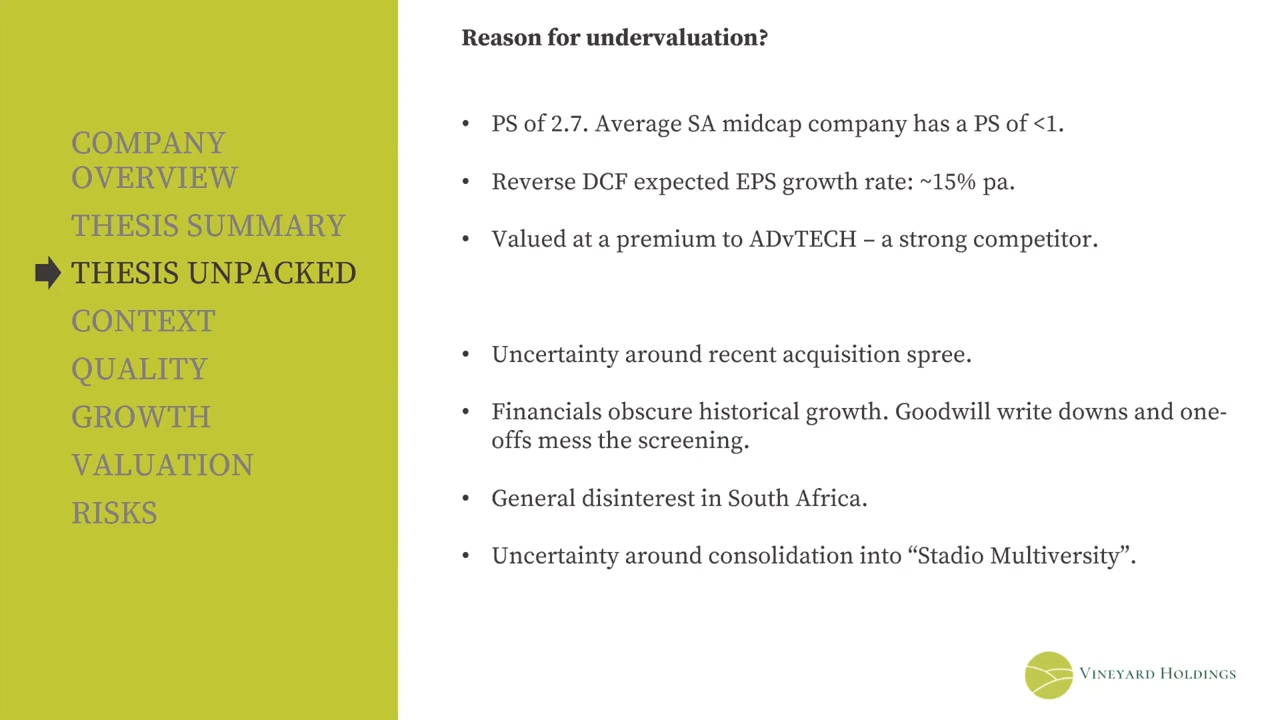 COMPANY
OVERVIEW
THESIS SUMMARY
THESIS UNPACKED
CONTEXT
QUALITY
GROWTH
VALUATION
RISKS
Reason for undervaluation?
• PS of 2.7. Average SA midcap company has a PS of <1.
• Reverse DCF expected EPS growth rate: ~15% pa.
• Valued at a premium to ADvTECH – a strong competitor.
• Uncertainty around recent acquisition spree.
• Financials obscure historical growth. Goodwill write downs and one-
offs mess the screening.
• General disinterest in South Africa.
• Uncertainty around consolidation into “Stadio Multiversity”.
VINEYARD HOLDINGS